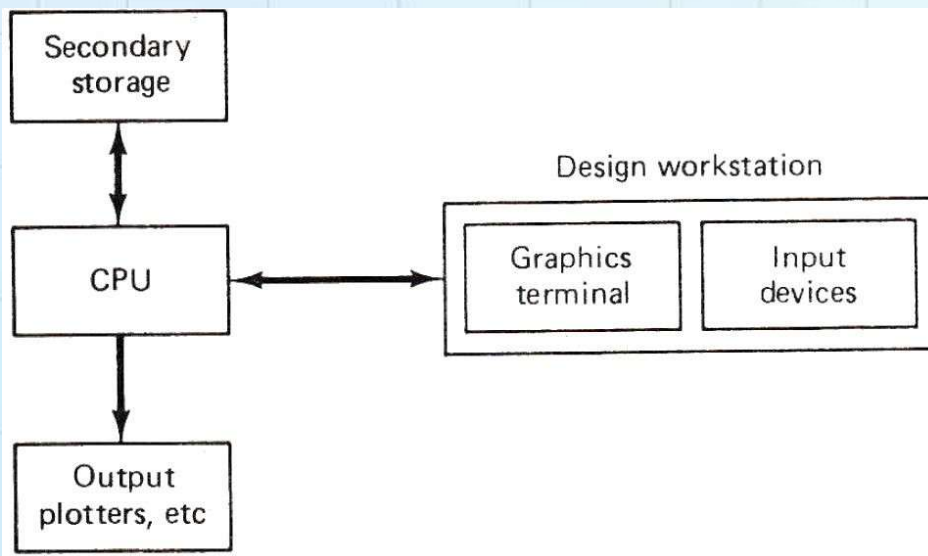 Secondary
storage
Design workstation
CPU
Graphics
terminal
Input
devices
Output
plotters, etc